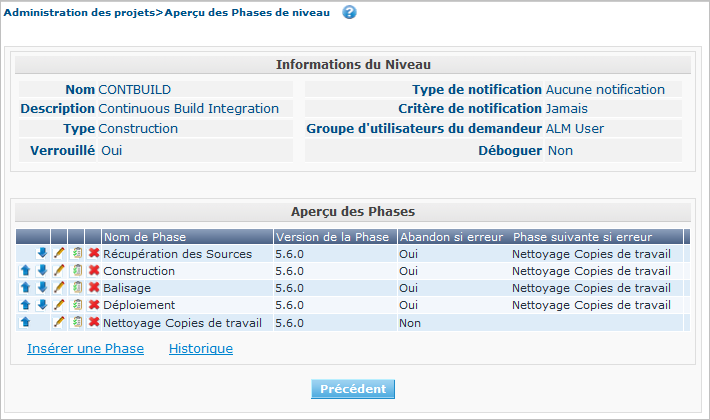 Administration des projets>Aperçu des Phases de niveau ?
Informations du Niveau
Nom CONTBUILD Type de notification Aucune notification
Description Continuous Build Integration Critère de notification Jamais
Type Construction Groupe d'utilisateurs du demandeur ALM User
Verrouillé Oui Déboguer Non
Aperçu des Phases
Nom de Phase Version de la Phase Abandon si erreur Phase suivante si erreur
Récupération des Sources 5.6.0 Oui Nettoyage Copies de travail
Construction 5.6.0 Oui Nettoyage Copies de travail
Balisage 5.6.0 Oui Nettoyage Copies de travail
Déploiement 5.6.0 Oui Nettoyage Copies de travail
Nettoyage Copies de travail 5.6.0 Non
Insérer une Phase Historique
Précédent